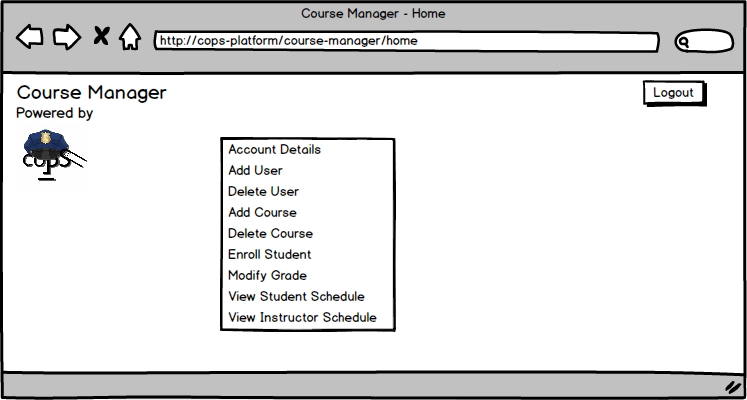 Course Manager - Home
http://cops-platform/course-manager/home
Course Manager
Logout
Powered by
cops
Account Details
Add User
Delete User
Add Course
Delete Course
Enroll Student
Modify Grade
View Student Schedule
View Instructor Schedule